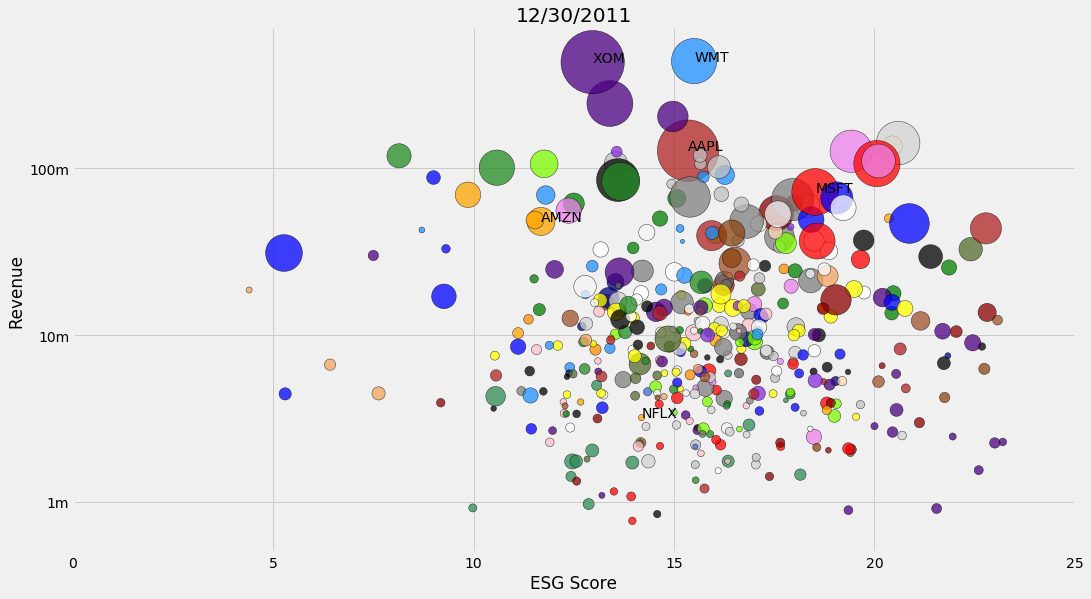 12/30/2011
XOM
WMT
AAPL
100m
MSFT
AMZN
Revenue
10m
NFLX
1m
0
5
10
15
20
25
ESG Score